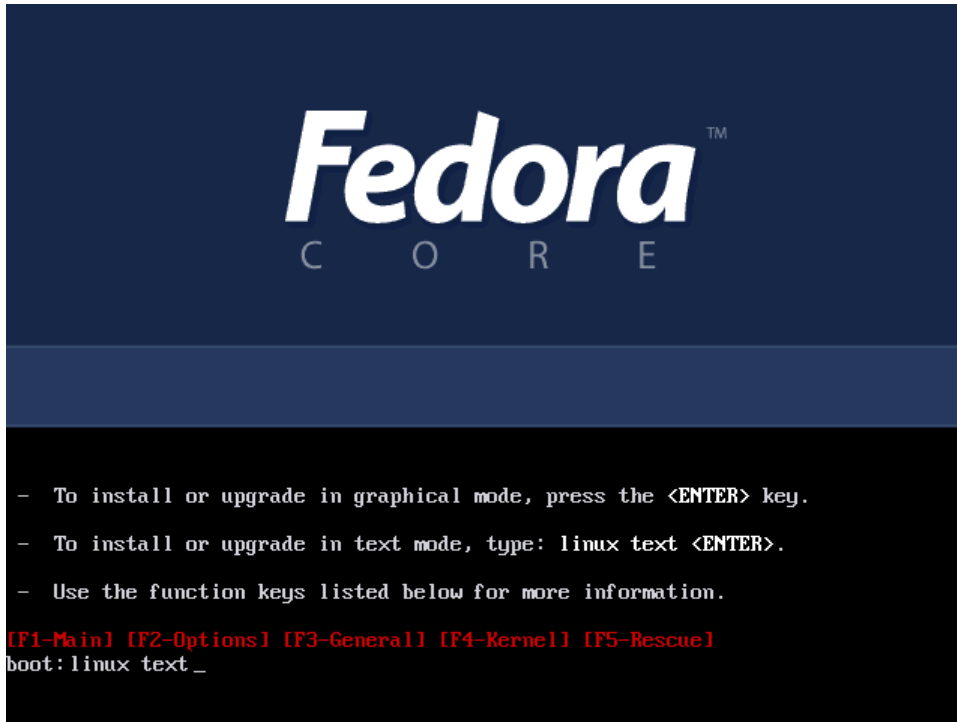 Fedora™
CORE
- To install or upgrade in graphical mode, press the <ENTER> key.
- To install or upgrade in text mode, type: linux text <ENTER>.
- Use the function keys listed below for more information.
[F1-Main] [F2-Options] [F3-General] [F4-Kernel] [F5-Rescue]
boot:linux text_